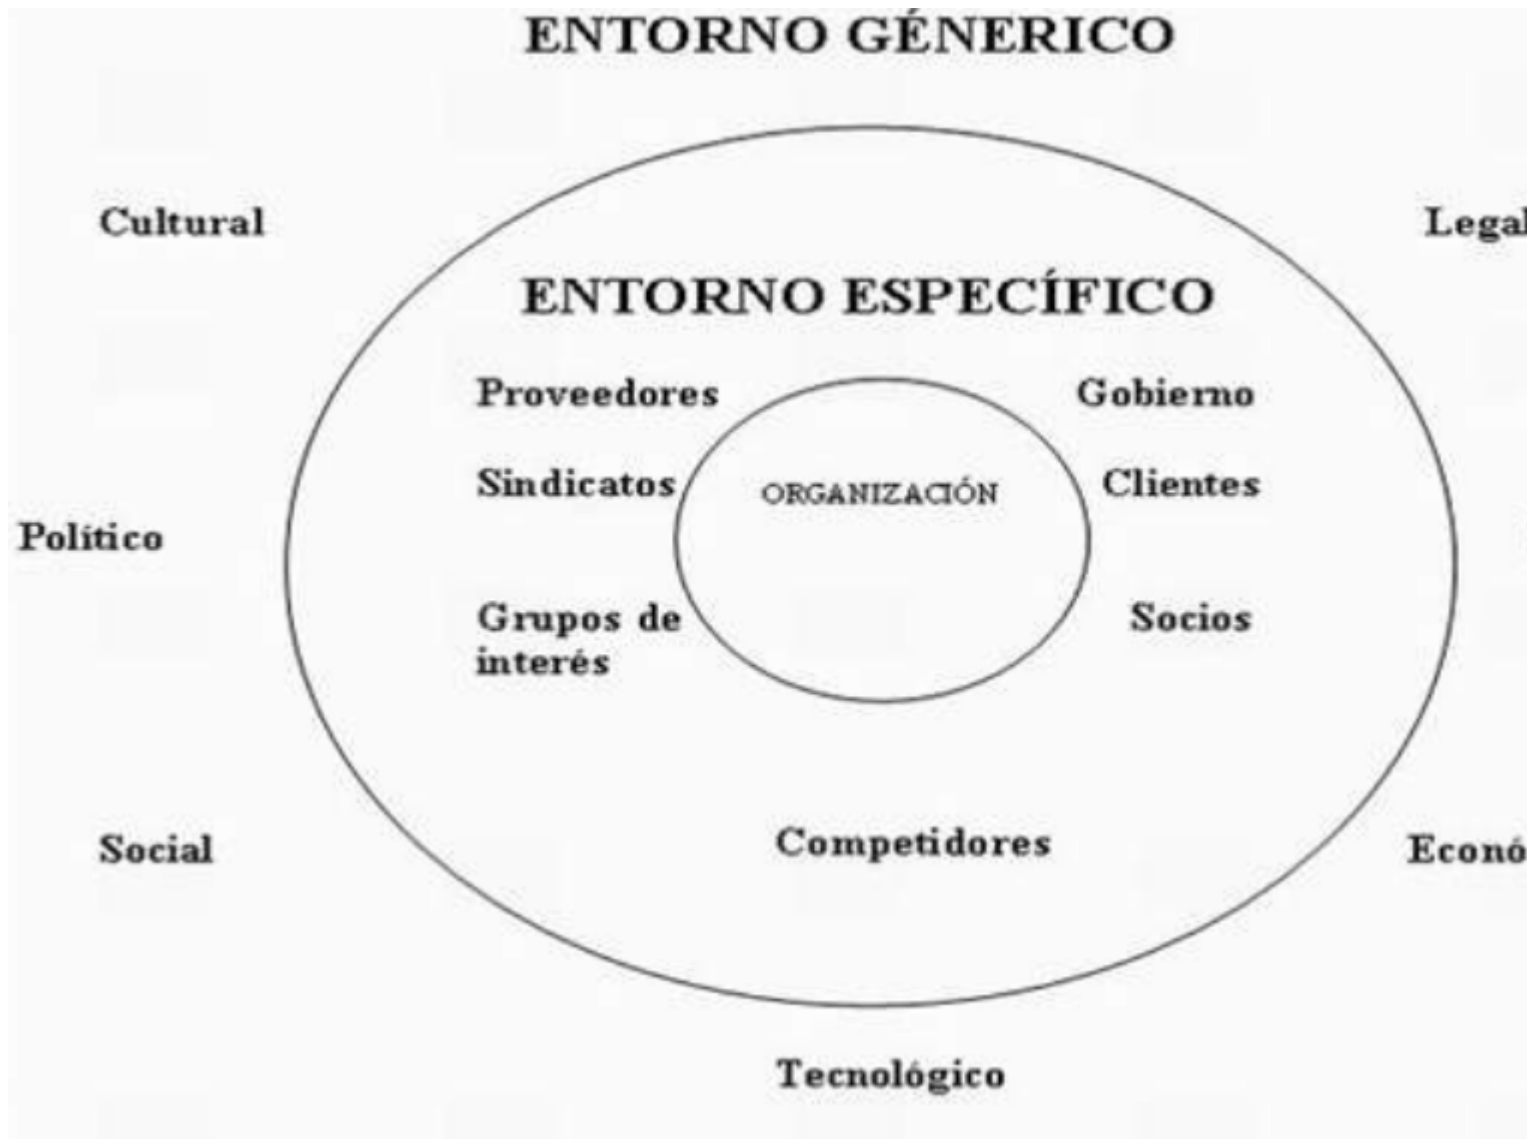 ENTORNO GÉNERICO
Cultural
Legal
ENTORNO ESPECÍFICO
Proveedores
Gobierno
Sindicatos
ORGANIZACIÓN
Clientes
Político
Grupos de
interés
Socios
Competidores
Social
Econó
Tecnológico